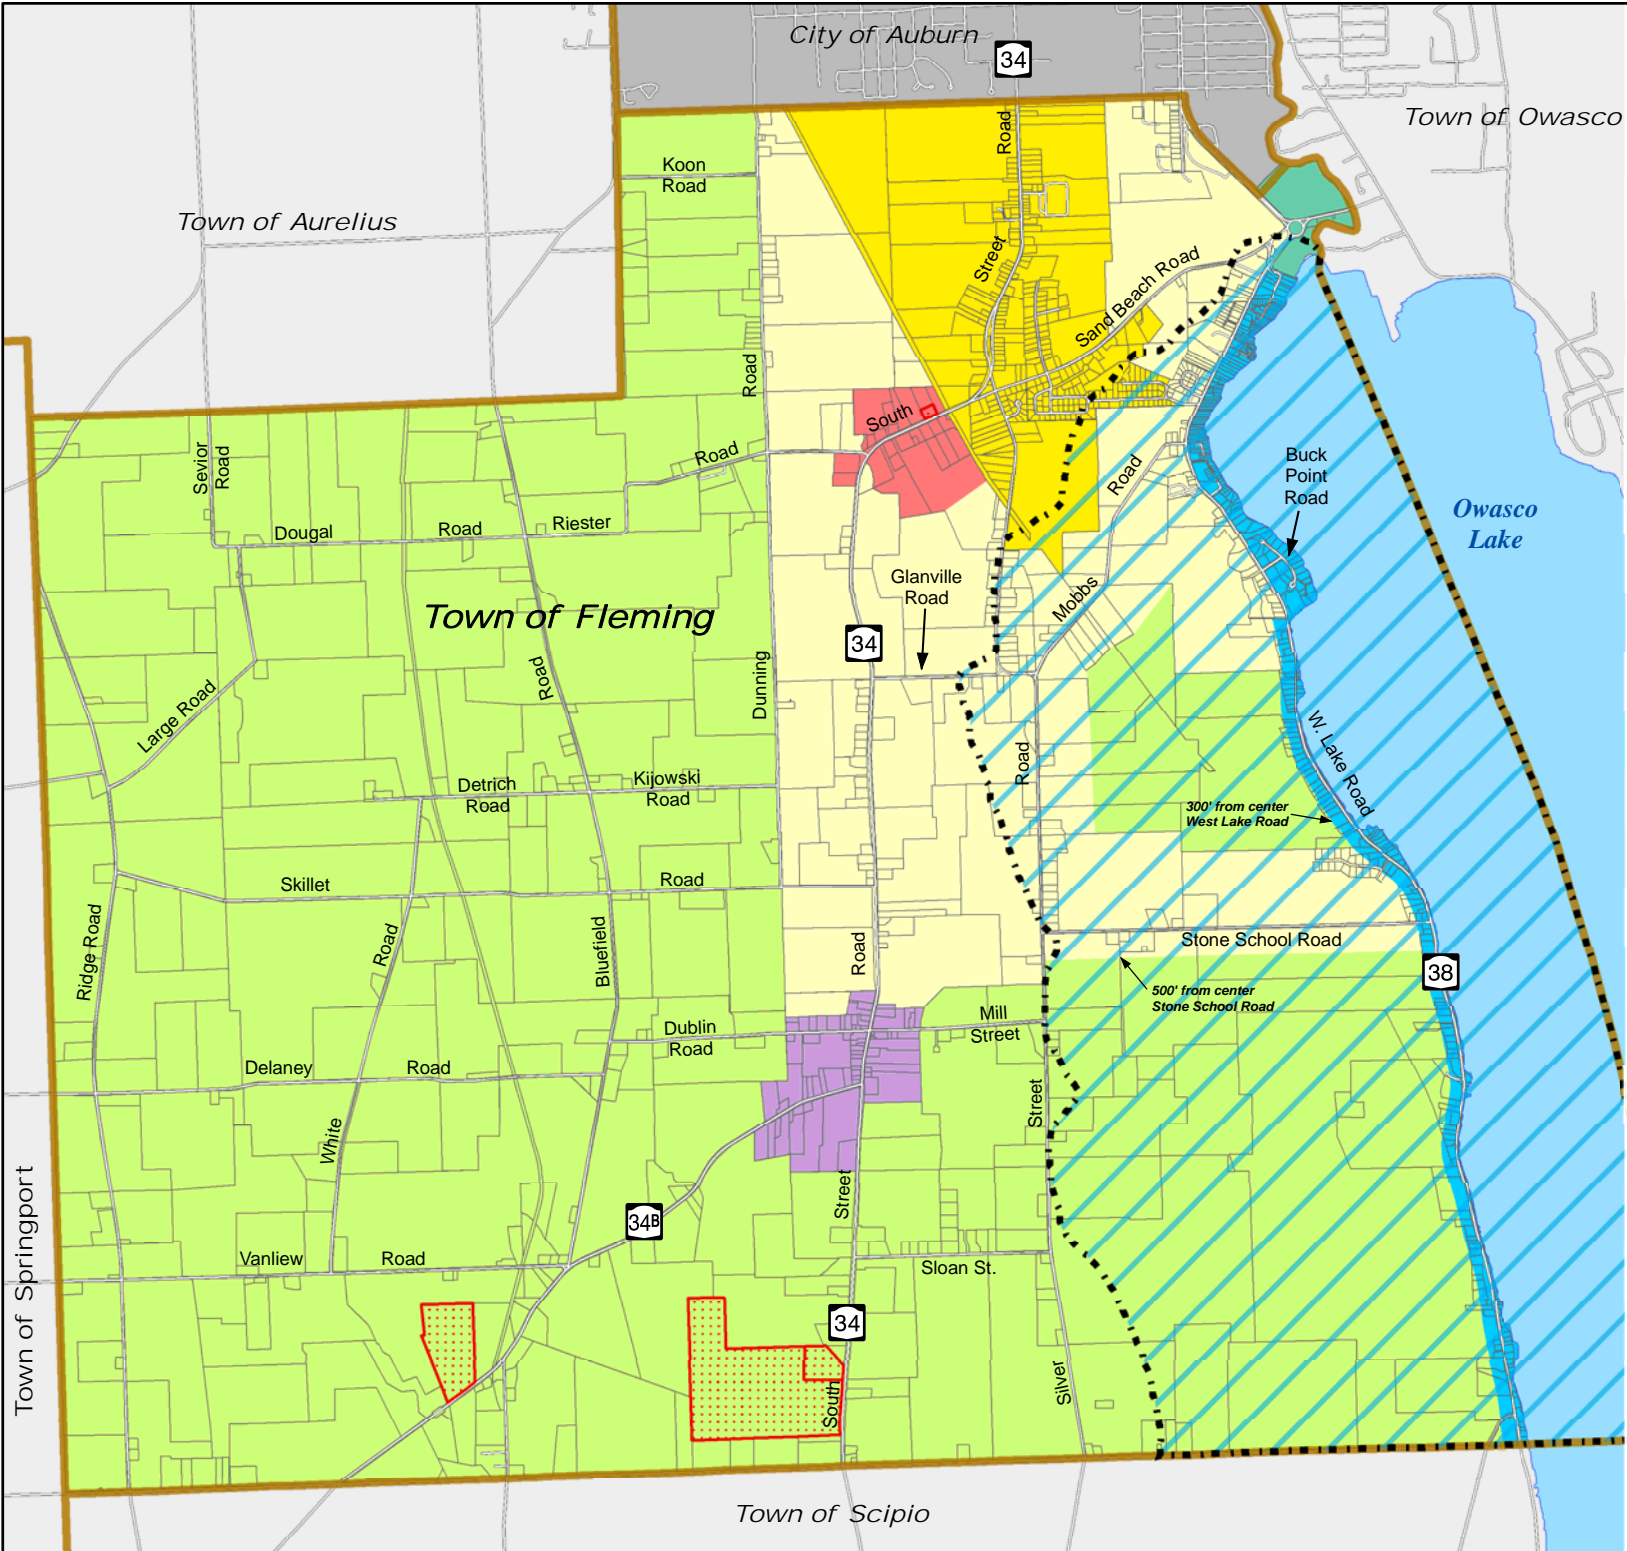 City of Auburn
34
Town of Owasco
Road
Koon
Road
Town of Aurelius
Street
Sand Beach Road
Road
South
Sevior
Road
Road
Road
Buck
Point
Road
Owasco
Lake
Dougal
Road
Riester
Glanville
Road
Mobbs
Town of Fleming
34
Road
Dunning
Large Road
W. Lake Road
Road
Detrich
Road
Kijowski
Road
300' from center
West Lake Road
Skillet
Road
Ridge Road
Road
Bluefield
Road
Stone School Road
38
500' from center
Stone School Road
Dublin
Road
Mill
Street
Delaney
Road
Street
White
Town of Springport
Street
34B
Vanliew
Road
Sloan St.
34
South
Silver
Town of Scipio